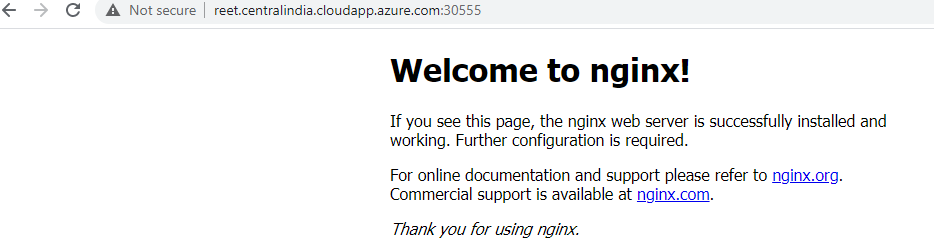 Not secure | reet.centralindia.cloudapp.azure.com:30555
Welcome to nginx!
If you see this page, the nginx web server is successfully installed and
working. Further configuration is required.
For online documentation and support please refer to nginx.org.
Commercial support is available at nginx.com.
Thank you for using nginx.